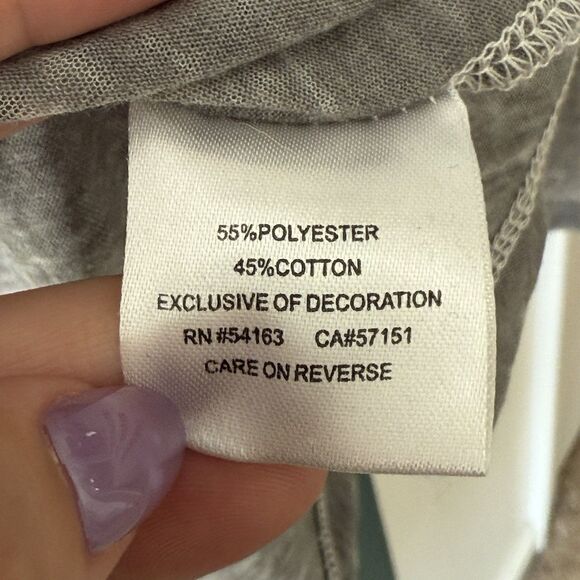 55%POLYESTER
45%COTTON
EXCLUSIVE OF DECORATION
RN #54163 CA#57151
CARE ON REVERSE